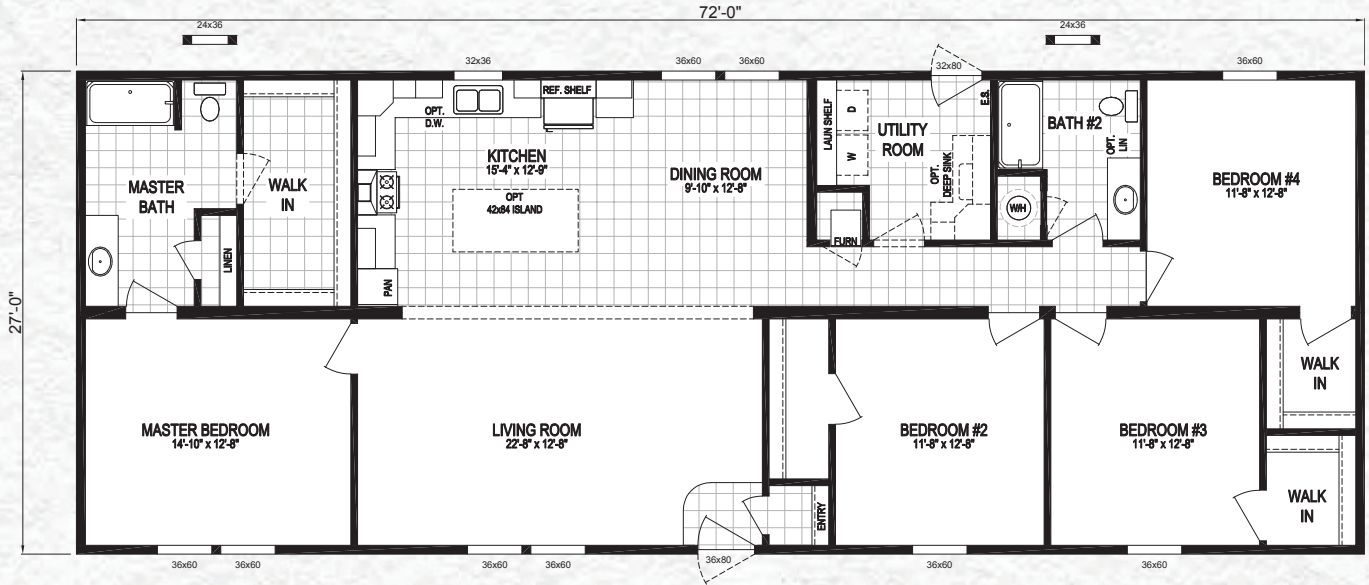 72'-0"
24x36
24x36
32x36
36x60
36x60
32x80
36x60
27'-0"
REF. SHELF
OPT.
D.W.
KITCHEN
15'-4" x 12'-9"
OPT
42x84 ISLAND
DINING ROOM
9'-10" x 12'-8"
LAUN SHELF
D
W
UTILITY
ROOM
E.S.
OPT.
DEEP SINK
FURN
BATH #2
OPT.
LIN
W/H
BEDROOM #4
11'-8" x 12'-8"
MASTER
BATH
WALK
IN
LINEN
PAN
MASTER BEDROOM
14'-10" x 12'-8"
LIVING ROOM
22'-8" x 12'-8"
ENTRY
BEDROOM #2
11'-8" x 12'-8"
BEDROOM #3
11'-8" x 12'-8"
WALK
IN
WALK
IN
36x60
36x60
36x60
36x60
36x80
36x60
36x60